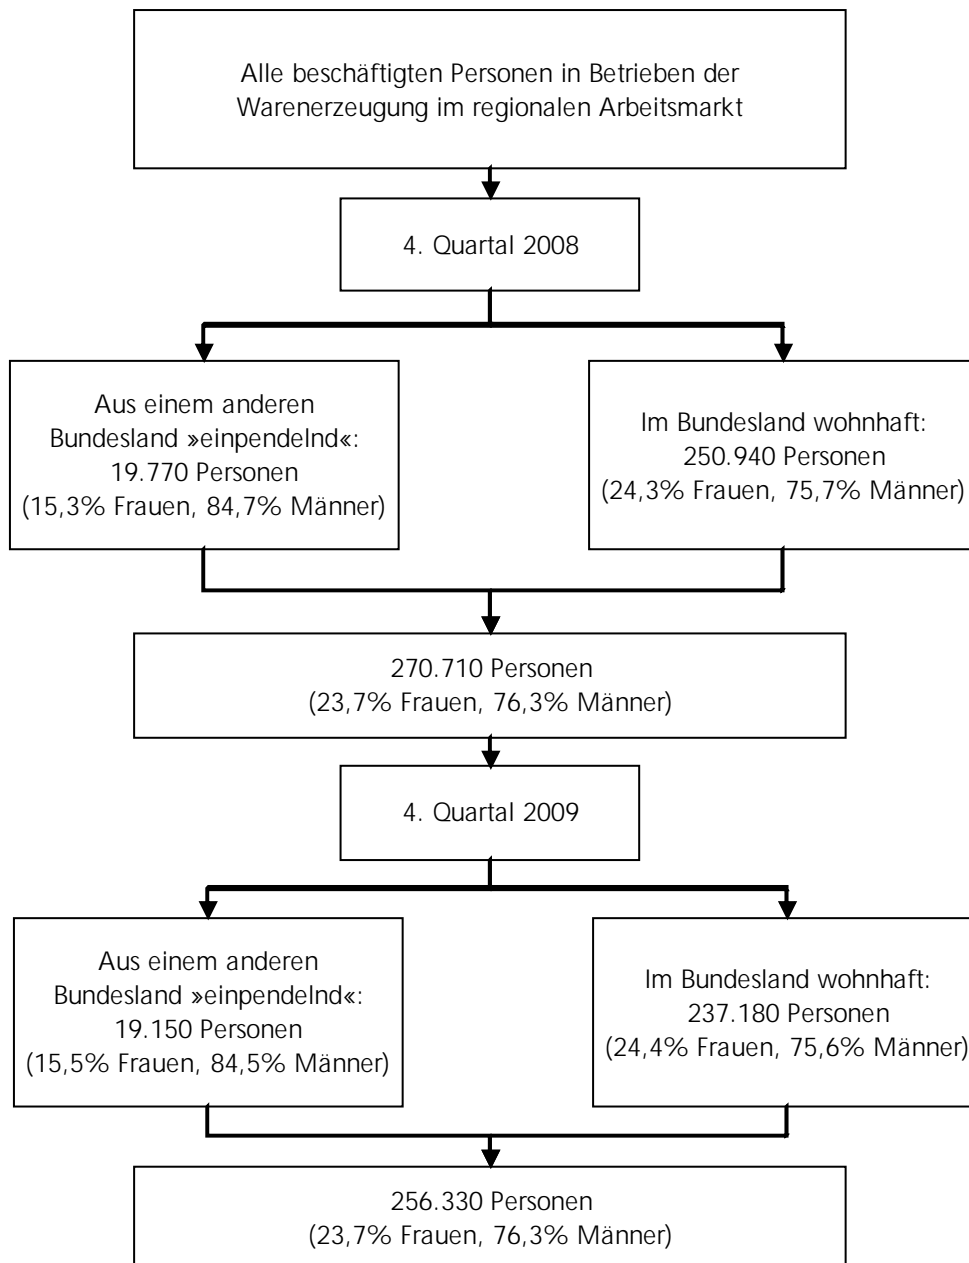 Alle beschäftigten Personen in Betrieben der
Warenerzeugung im regionalen Arbeitsmarkt
4. Quartal 2008
Aus einem anderen
Bundesland »einpendelnd«:
19.770 Personen
(15,3% Frauen, 84,7% Männer)
Im Bundesland wohnhaft:
250.940 Personen
(24,3% Frauen, 75,7% Männer)
270.710 Personen
(23,7% Frauen, 76,3% Männer)
4. Quartal 2009
Aus einem anderen
Bundesland »einpendelnd«:
19.150 Personen
(15,5% Frauen, 84,5% Männer)
Im Bundesland wohnhaft:
237.180 Personen
(24,4% Frauen, 75,6% Männer)
256.330 Personen
(23,7% Frauen, 76,3% Männer)